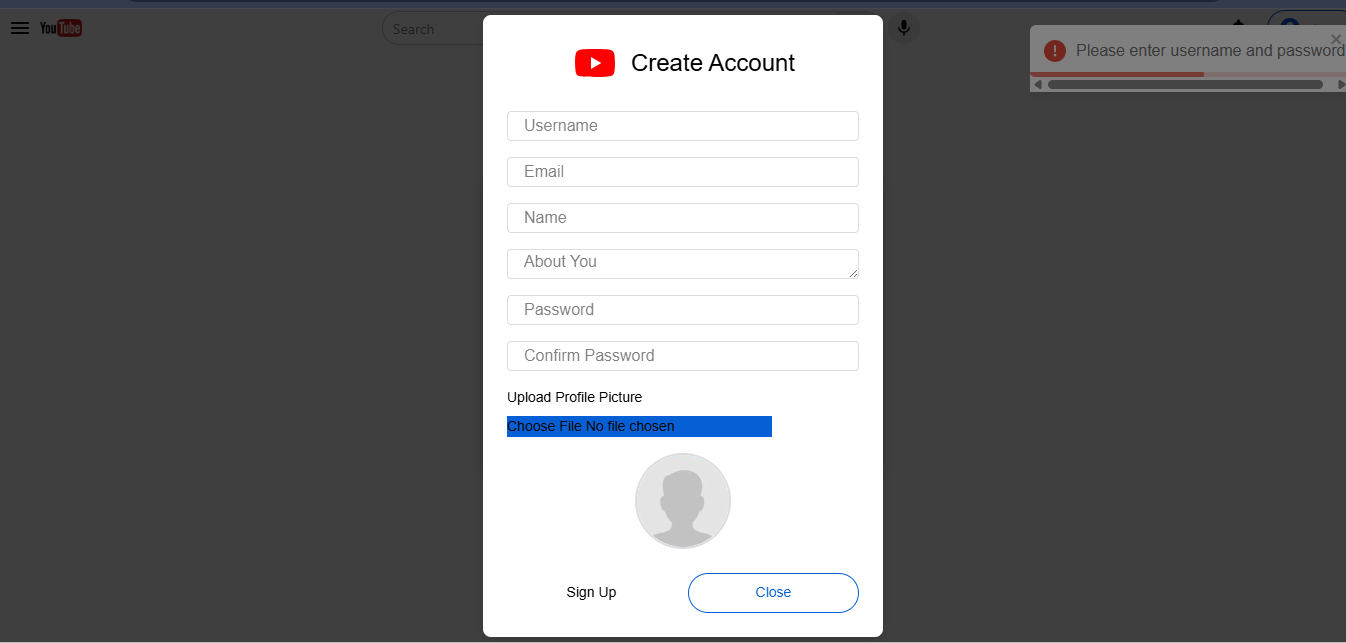 YouTube
Search
Create Account
Please enter username and password
Username
Email
Name
About You
Password
Confirm Password
Upload Profile Picture
Choose File No file chosen
Sign Up
Close